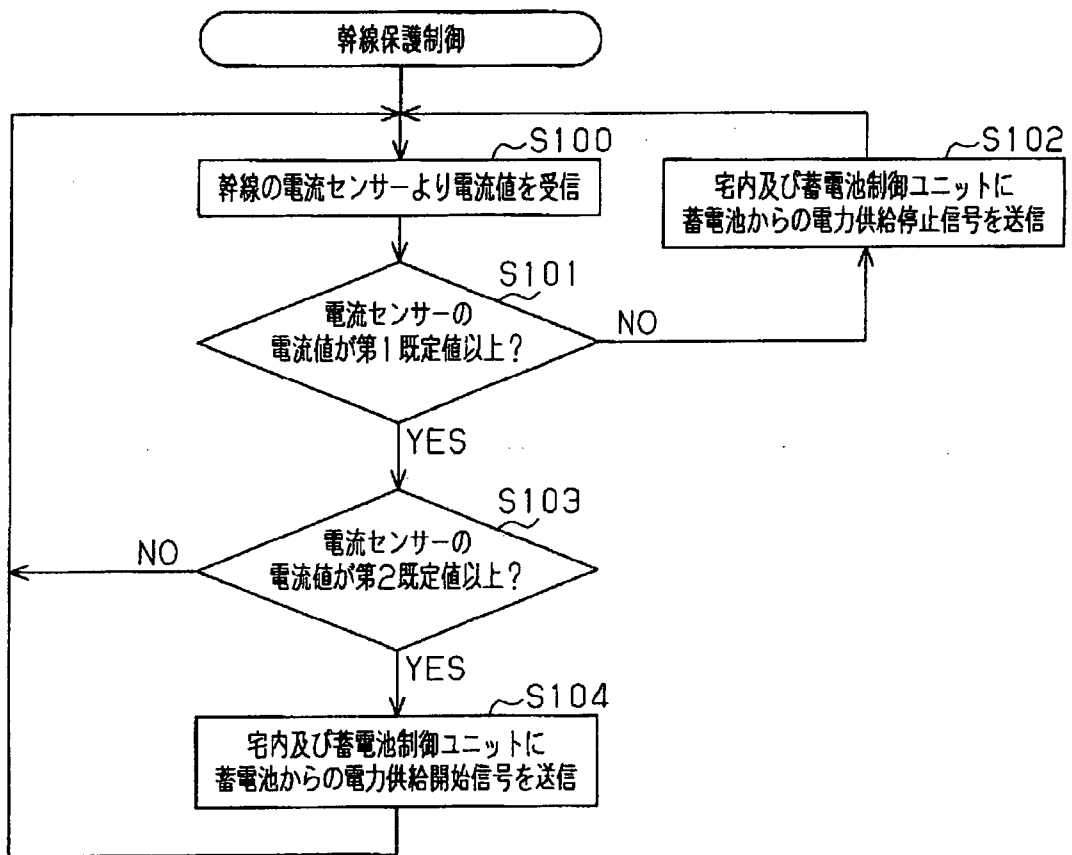 幹線保護制御
S100
幹線の電流センサーより電流値を受信
S102
宅内及び蓄電池制御ユニットに
蓄電池からの電力供給停止信号を送信
S101
電流センサーの
電流値が第1既定値以上?
NO
YES
S103
電流センサーの
電流値が第2既定値以上?
NO
YES
S104
宅内及び蓄電池制御ユニットに
蓄電池からの電力供給開始信号を送信